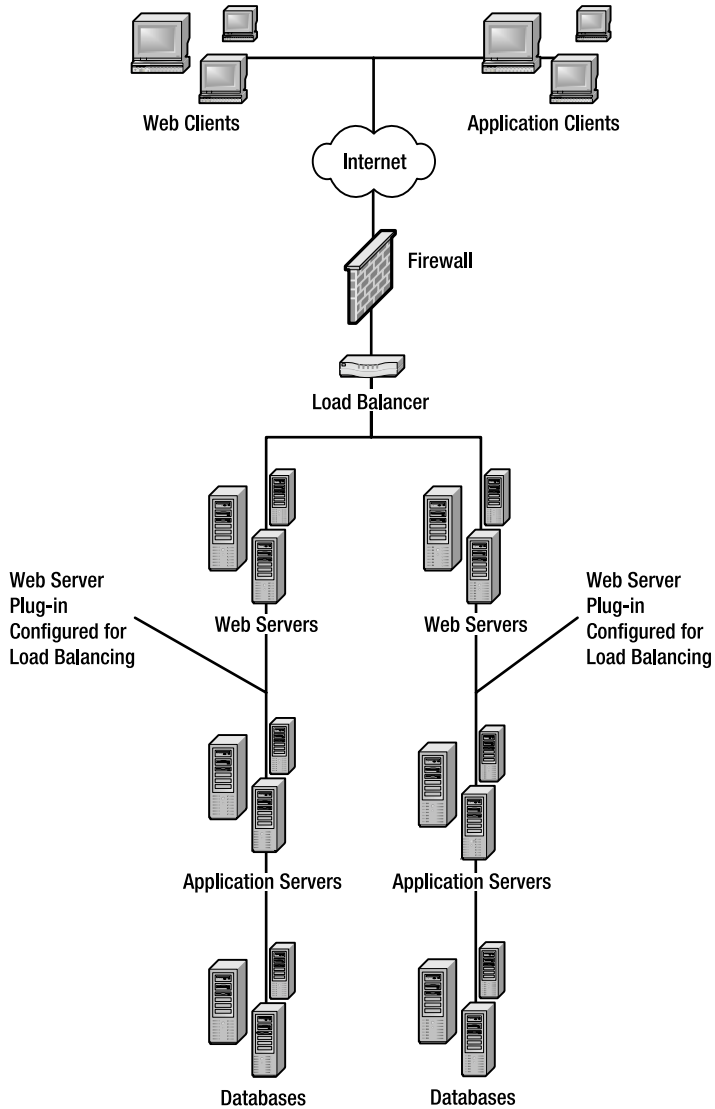 Web Clients
Application Clients
Internet
Firewall
Load Balancer
Web Server
Plug-in
Configured for
Load Balancing
Web Servers
Web Servers
Web Server
Plug-in
Configured for
Load Balancing
Application Servers
Application Servers
Databases
Databases